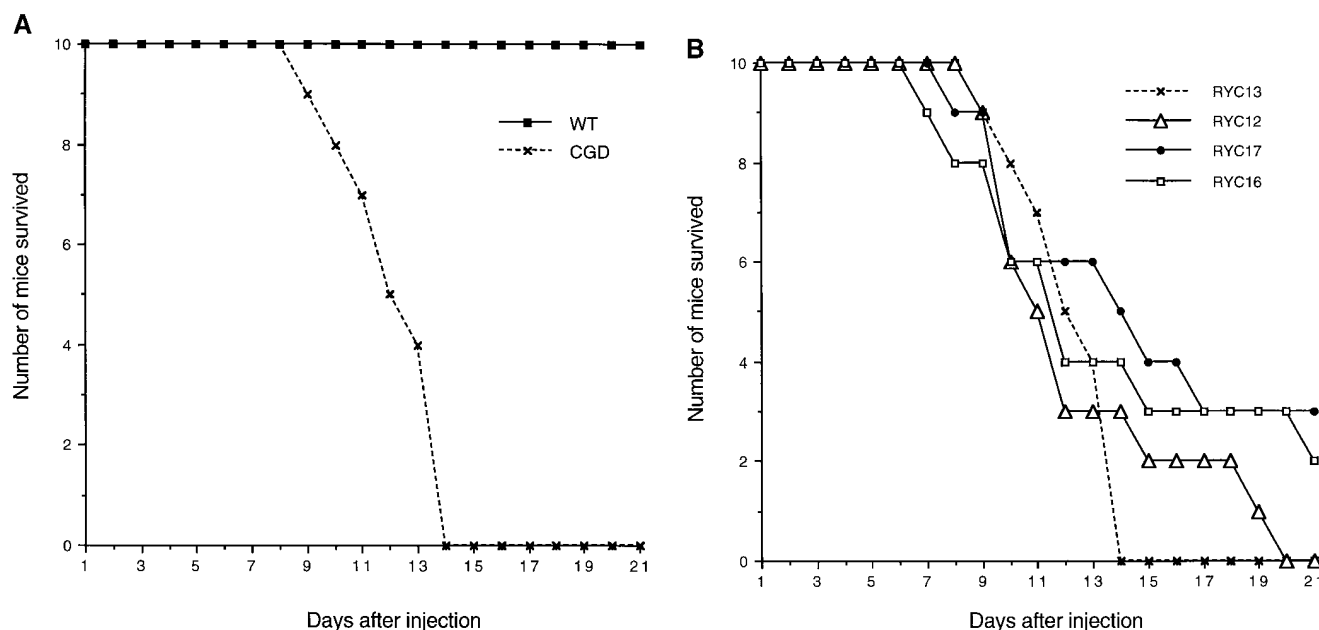 A
Number of mice survived
10
8
6
4
2
0
1 3 5 7 9 11 13 15 17 19 21
Days after injection
WT
CGD
B
Number of mice survived
10
8
6
4
2
0
1 3 5 7 9 11 13 15 17 19 21
Days after injection
RYC13
RYC12
RYC17
RYC16